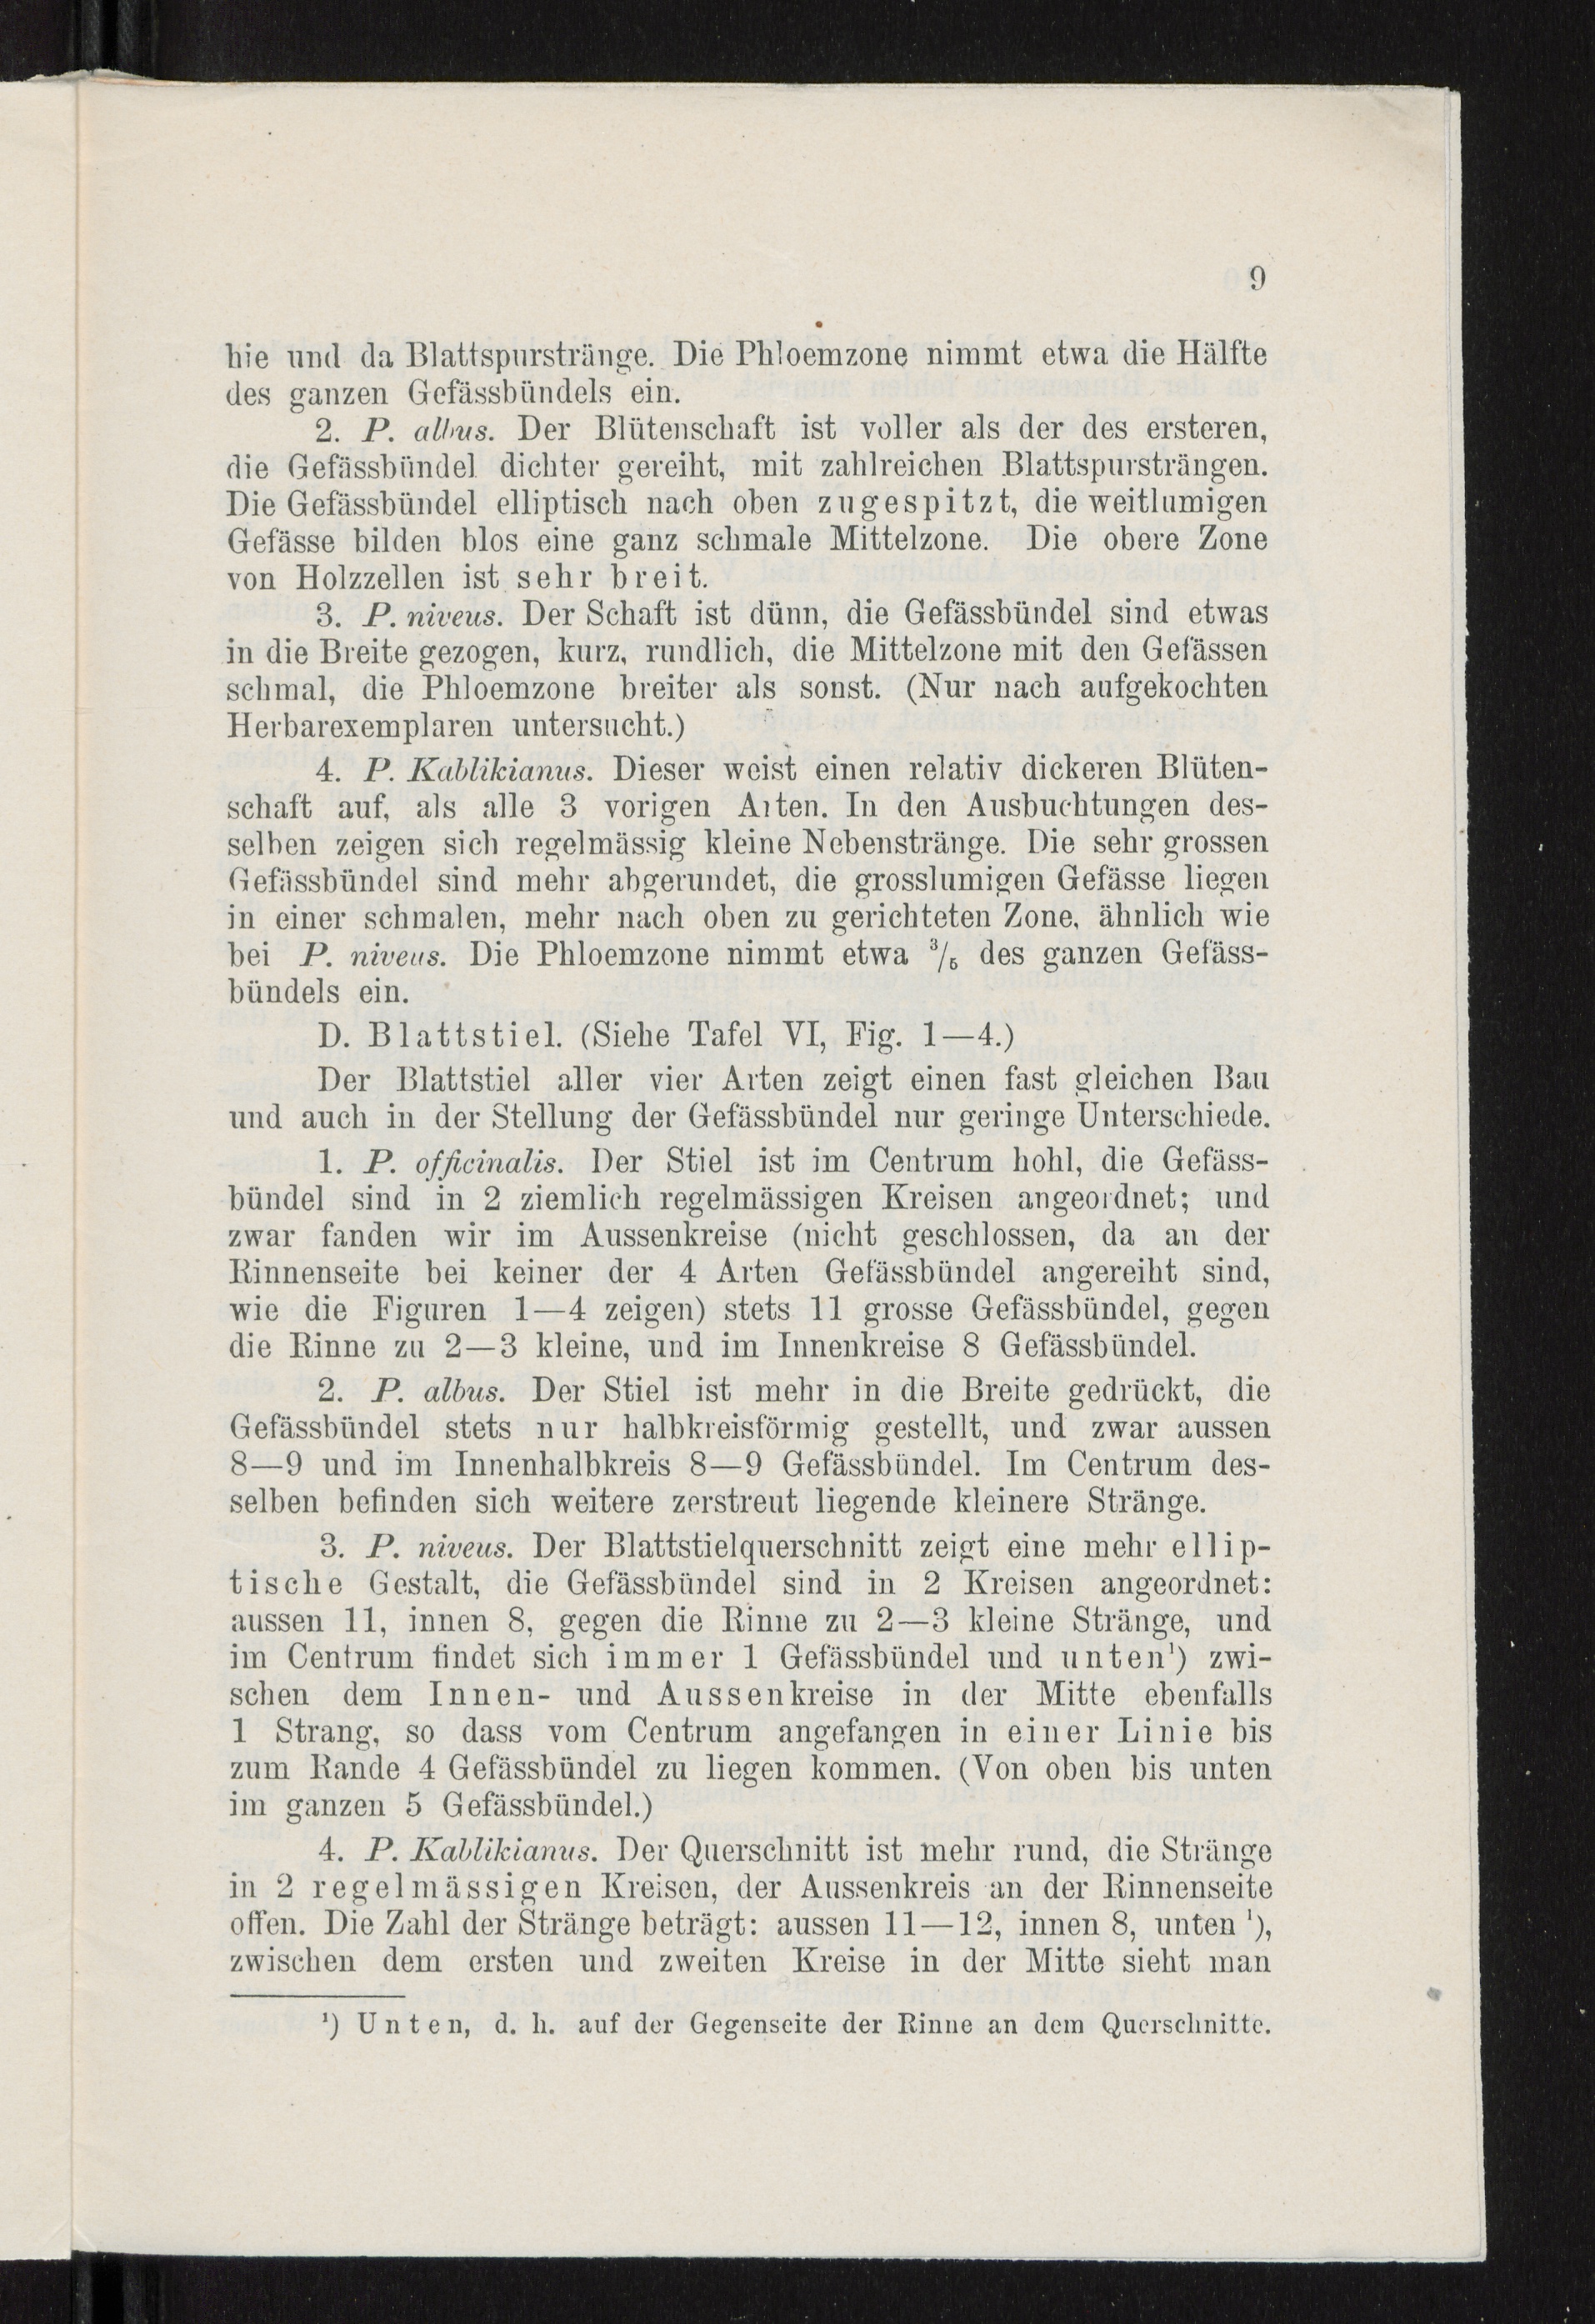 9
hie und da Blattspurstränge. Die Phloemzone nimmt etwa die Hälfte
des ganzen Gefässbündels ein.
2. P. albus. Der Blütenschaft ist voller als der des ersteren,
die Gefässbündel dichter gereiht, mit zahlreichen Blattspursträngen.
Die Gefässbündel elliptisch nach oben zugespitzt, die weitlumigen
Gefässe bilden blos eine ganz schmale Mittelzone. Die obere Zone
von Holzzellen ist sehr breit.
3. P. niveus. Der Schaft ist dünn, die Gefässbündel sind etwas
in die Breite gezogen, kurz, rundlich, die Mittelzone mit den Gefässen
schmal, die Phloemzone breiter als sonst. (Nur nach aufgekochten
Herbarexemplaren untersucht.)
4. P. Kablikianus. Dieser weist einen relativ dickeren Blüten-
schaft auf, als alle 3 vorigen Arten. In den Ausbuchtungen des-
selben zeigen sich regelmässig kleine Nebenstränge. Die sehr grossen
Gefässbündel sind mehr abgerundet, die grosslumigen Gefässe liegen
in einer schmalen, mehr nach oben zu gerichteten Zone, ähnlich wie
bei P. niveus. Die Phloemzone nimmt etwa ³/₅ des ganzen Gefäss-
bündels ein.
D. Blattstiel. (Siehe Tafel VI, Fig. 1—4.)
Der Blattstiel aller vier Arten zeigt einen fast gleichen Bau
und auch in der Stellung der Gefässbündel nur geringe Unterschiede.
1. P. officinalis. Der Stiel ist im Centrum hohl, die Gefäss-
bündel sind in 2 ziemlich regelmässigen Kreisen angeordnet; und
zwar fanden wir im Aussenkreise (nicht geschlossen, da an der
Rinnenseite bei keiner der 4 Arten Gefässbündel angereiht sind,
wie die Figuren 1—4 zeigen) stets 11 grosse Gefässbündel, gegen
die Rinne zu 2—3 kleine, und im Innenkreise 8 Gefässbündel.
2. P. albus. Der Stiel ist mehr in die Breite gedrückt, die
Gefässbündel stets nur halbkreisförmig gestellt, und zwar aussen
8—9 und im Innenhalbkreis 8—9 Gefässbündel. Im Centrum des-
selben befinden sich weitere zerstreut liegende kleinere Stränge.
3. P. niveus. Der Blattstielquerschnitt zeigt eine mehr ellip-
tische Gestalt, die Gefässbündel sind in 2 Kreisen angeordnet:
aussen 11, innen 8, gegen die Rinne zu 2—3 kleine Stränge, und
im Centrum findet sich immer 1 Gefässbündel und unten¹) zwi-
schen dem Innen- und Aussenkreise in der Mitte ebenfalls
1 Strang, so dass vom Centrum angefangen in einer Linie bis
zum Rande 4 Gefässbündel zu liegen kommen. (Von oben bis unten
im ganzen 5 Gefässbündel.)
4. P. Kablikianus. Der Querschnitt ist mehr rund, die Stränge
in 2 regelmässigen Kreisen, der Aussenkreis an der Rinnenseite
offen. Die Zahl der Stränge beträgt: aussen 11—12, innen 8, unten ¹),
zwischen dem ersten und zweiten Kreise in der Mitte sieht man
¹) Unten, d. h. auf der Gegenseite der Rinne an dem Querschnitte.